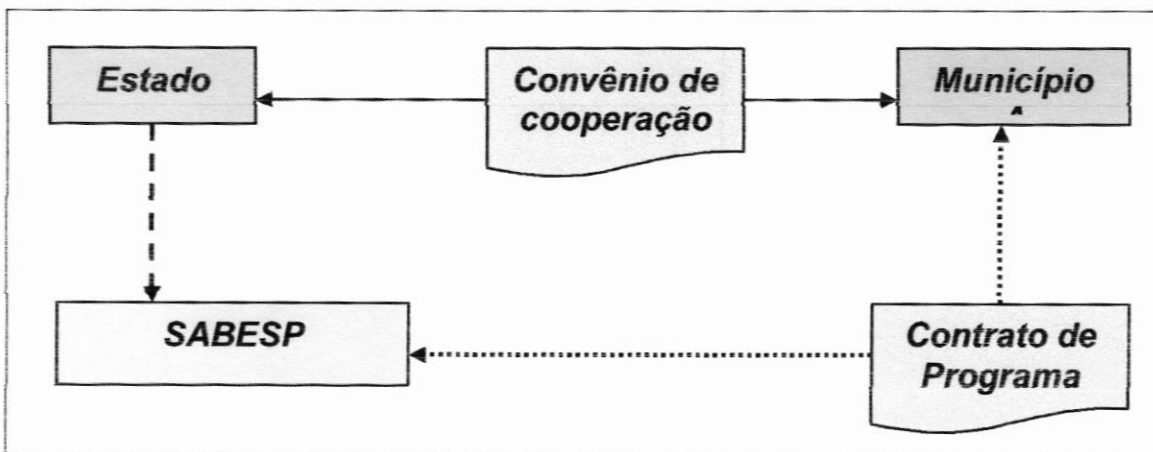 Estado
Convênio de
cooperação
Município
A
SABESP
Contrato de
Programa